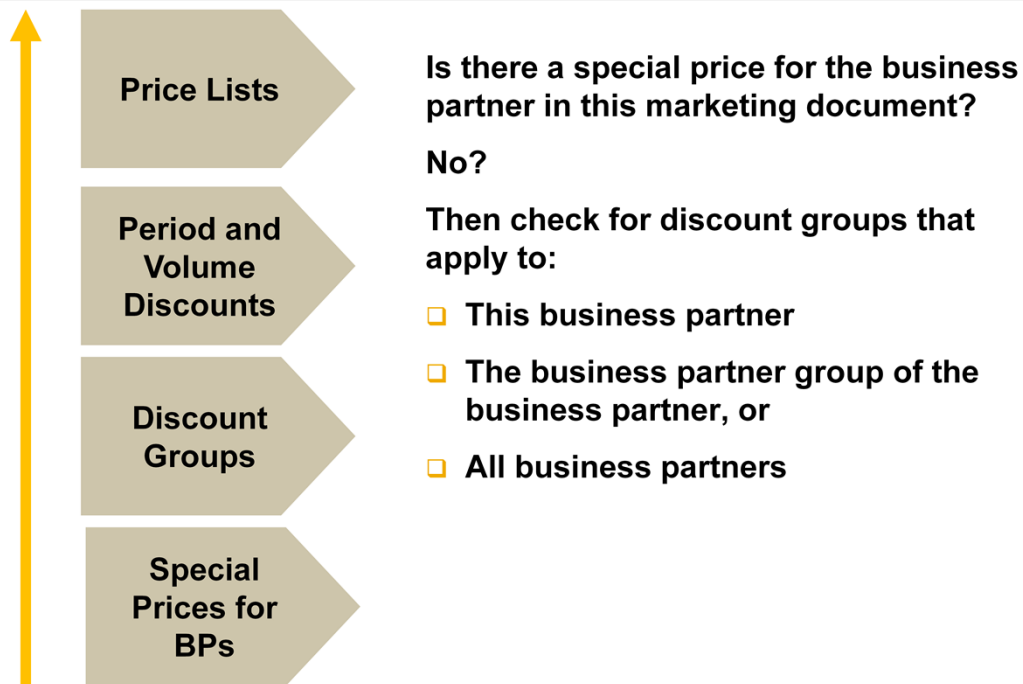 Price Lists
Period and
Volume
Discounts
Discount
Groups
Special
Prices for
BPs
Is there a special price for the business
partner in this marketing document?
No?
Then check for discount groups that
apply to:
This business partner
The business partner group of the
business partner, or
All business partners